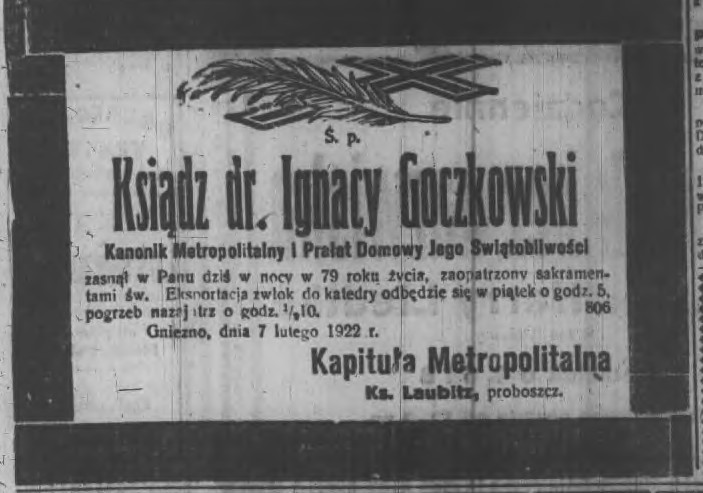 Ś. p.
Ksiądz dr. Ignacy Goczkowski
Kanonik Metropolitalny i Prałat Domowy Jego Swiątobliwości
zasnął w Panu dziś w nocy w 79 roku życia, zaopatrzony sakramen-
tami św. Eksportacja zwłok do katedry odbędzie się w piątek o godz. 5,
pogrzeb nazajutrz o godz. ½10. 806
Gniezno, dnia 7 lutego 1922 r.
Kapituła Metropolitalna
Ks. Laubitz, proboszcz.